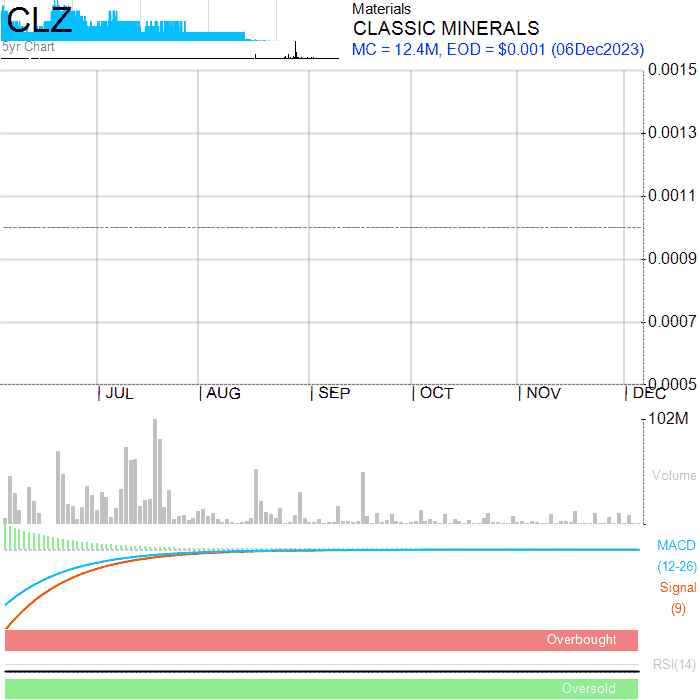 CLZ
5yr Chart
Materials
CLASSIC MINERALS
MC = 12.4M, EOD = $0.001 (06Dec2023)
0.0015
0.0013
0.0011
0.0009
0.0007
0.0005
JUL AUG SEP OCT NOV DEC
102M
Volume
MACD
(12-26)
Signal
(9)
Overbought
RSI(14)
Oversold